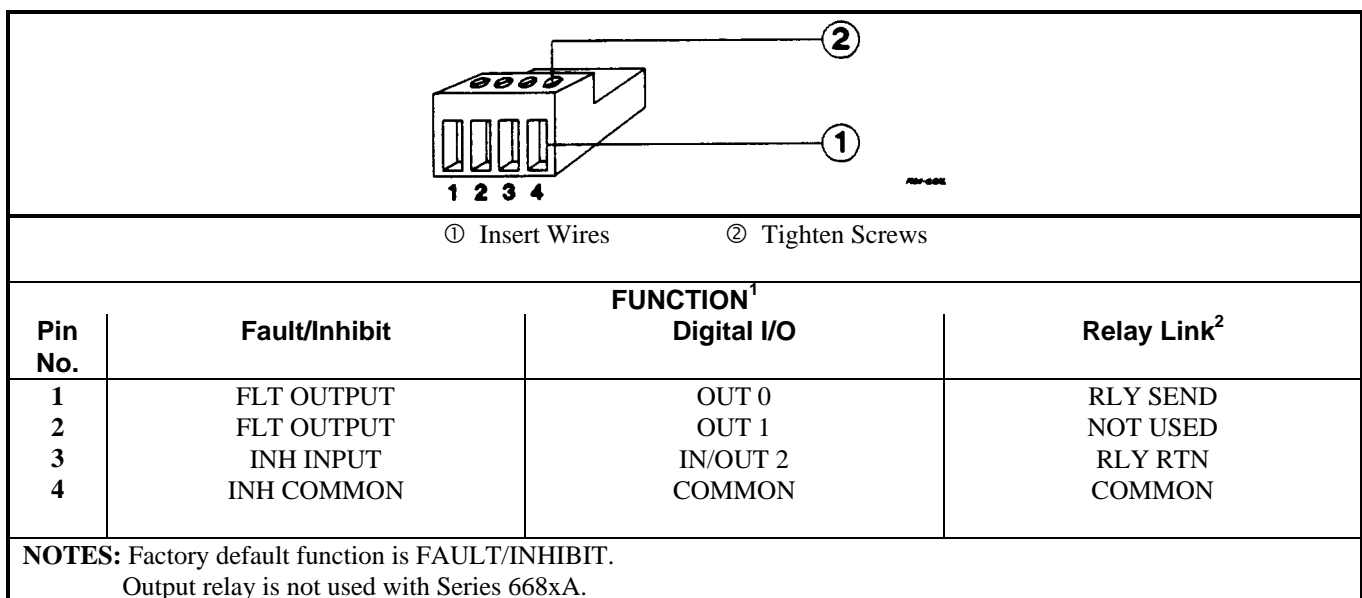 2
1
1 2 3 4
① Insert Wires ② Tighten Screws
FUNCTION1
Pin No. Fault/Inhibit Digital I/O Relay Link2
1 FLT OUTPUT OUT 0 RLY SEND
2 FLT OUTPUT OUT 1 NOT USED
3 INH INPUT IN/OUT 2 RLY RTN
4 INH COMMON COMMON COMMON
NOTES: Factory default function is FAULT/INHIBIT.
Output relay is not used with Series 668xA.